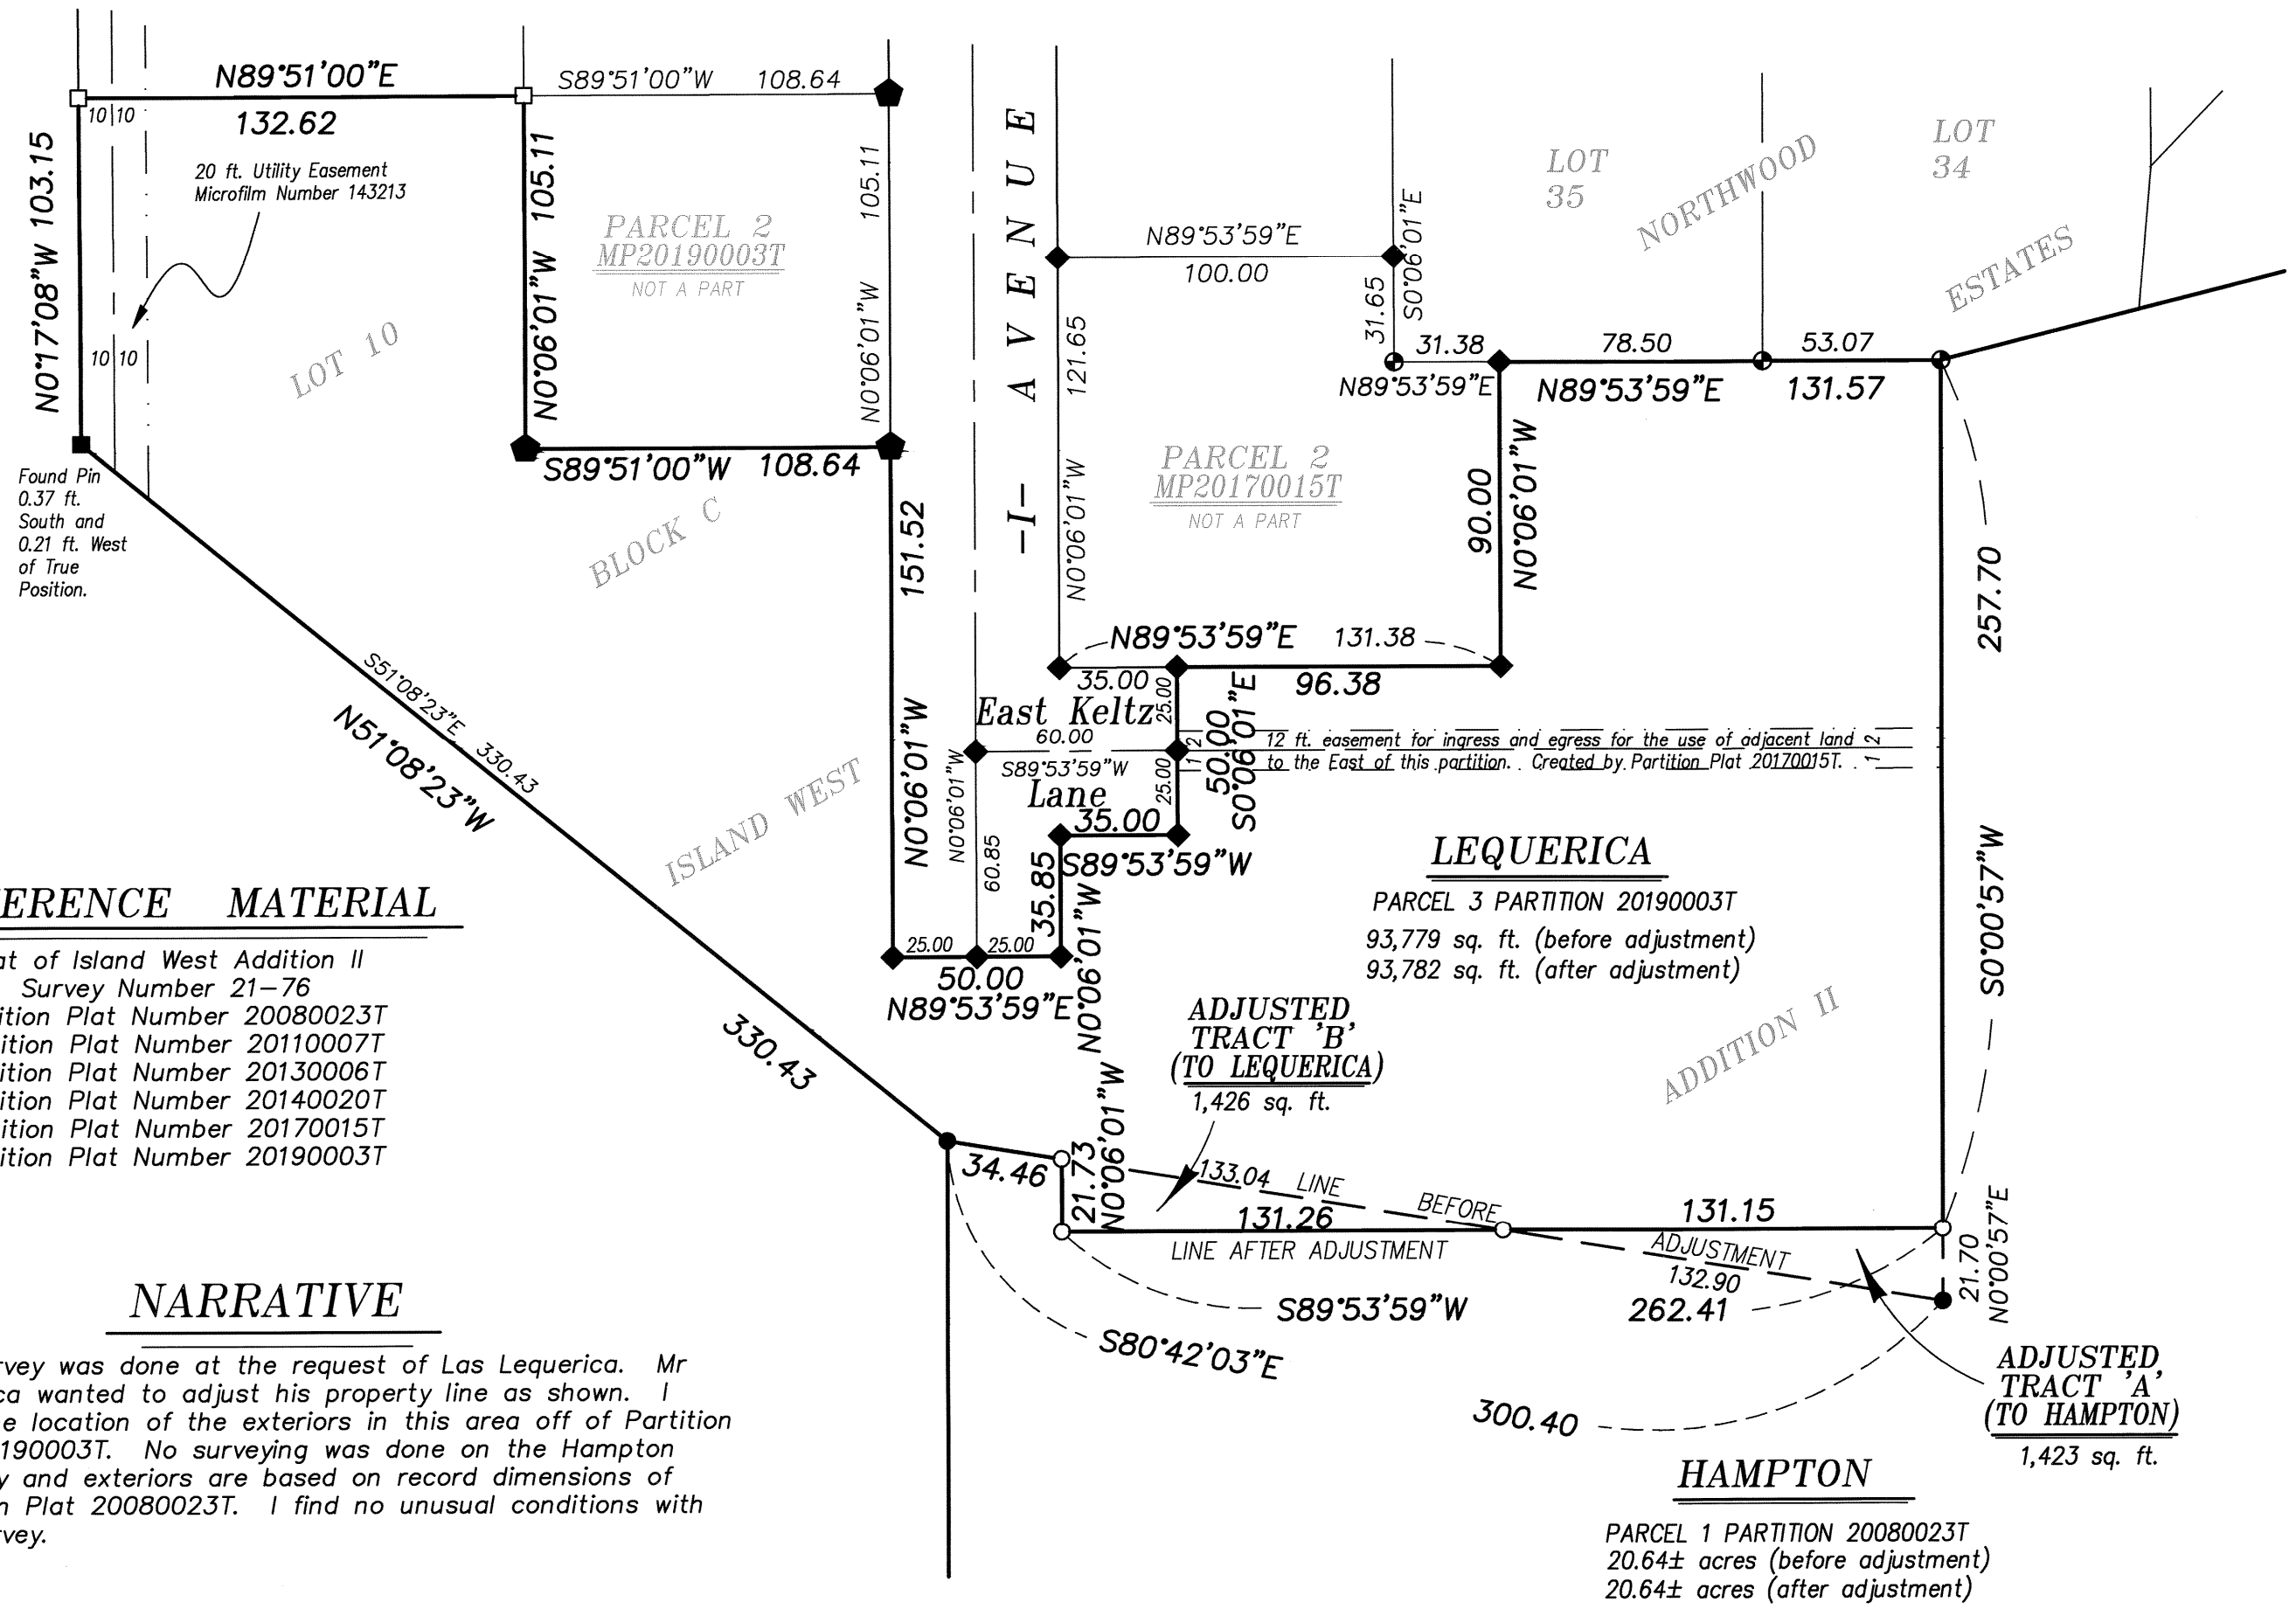 N89°51'00"E
132.62
S89°51'00"W 108.64
10 10
N0°17'08"W 103.15
20 ft. Utility Easement
Microfilm Number 143213
N0°06'01"W 105.11
PARCEL 2
MP20190003T
NOT A PART
N0°06'01"W 105.11
-I- AVENUE
N89°53'59"E
100.00
31.65
S0°06'01"E
LOT
35
NORTHWOOD
LOT
34
ESTATES
121.65
N0°06'01"W
31.38
N89°53'59"E
78.50
53.07
N89°53'59"E
131.57
LOT 10
10 10
Found Pin
0.37 ft.
South and
0.21 ft. West
of True
Position.
S89°51'00"W 108.64
BLOCK C
151.52
N0°06'01"W
PARCEL 2
MP20170015T
NOT A PART
90.00
N0°06'01"W
257.70
S0°00'57"W
N89°53'59"E 131.38
35.00
96.38
25.00
50.00
S0°06'01"E
East Keltz
60.00
S89°53'59"W
Lane
25.00
12
12 ft. easement for ingress and egress for the use of adjacent land
to the East of this partition. Created by Partition Plat 20170015T.
12
12
12
S51°08'23"E 330.43
N51°08'23"W
330.43
ISLAND WEST
N0°06'01"W
60.85
35.00
S89°53'59"W
35.85
N0°06'01"W
25.00
25.00
50.00
N89°53'59"E
LEQUERICA
PARCEL 3 PARTITION 20190003T
93,779 sq. ft. (before adjustment)
93,782 sq. ft. (after adjustment)
ADDITION II
ERENCE MATERIAL
at of Island West Addition II
Survey Number 21-76
ition Plat Number 20080023T
ition Plat Number 20110007T
ition Plat Number 20130006T
ition Plat Number 20140020T
ition Plat Number 20170015T
ition Plat Number 20190003T
ADJUSTED
TRACT 'B'
(TO LEQUERICA)
1,426 sq. ft.
34.46
21.73
N0°06'01"W
133.04 LINE BEFORE ADJUSTMENT
132.90
131.26
LINE AFTER ADJUSTMENT
131.15
S89°53'59"W
262.41
S80°42'03"E
300.40
21.70
N0°00'57"E
ADJUSTED
TRACT 'A'
(TO HAMPTON)
1,423 sq. ft.
NARRATIVE
rvey was done at the request of Las Lequerica. Mr
ca wanted to adjust his property line as shown. I
e location of the exteriors in this area off of Partition
190003T. No surveying was done on the Hampton
y and exteriors are based on record dimensions of
n Plat 20080023T. I find no unusual conditions with
rvey.
HAMPTON
PARCEL 1 PARTITION 20080023T
20.64± acres (before adjustment)
20.64± acres (after adjustment)